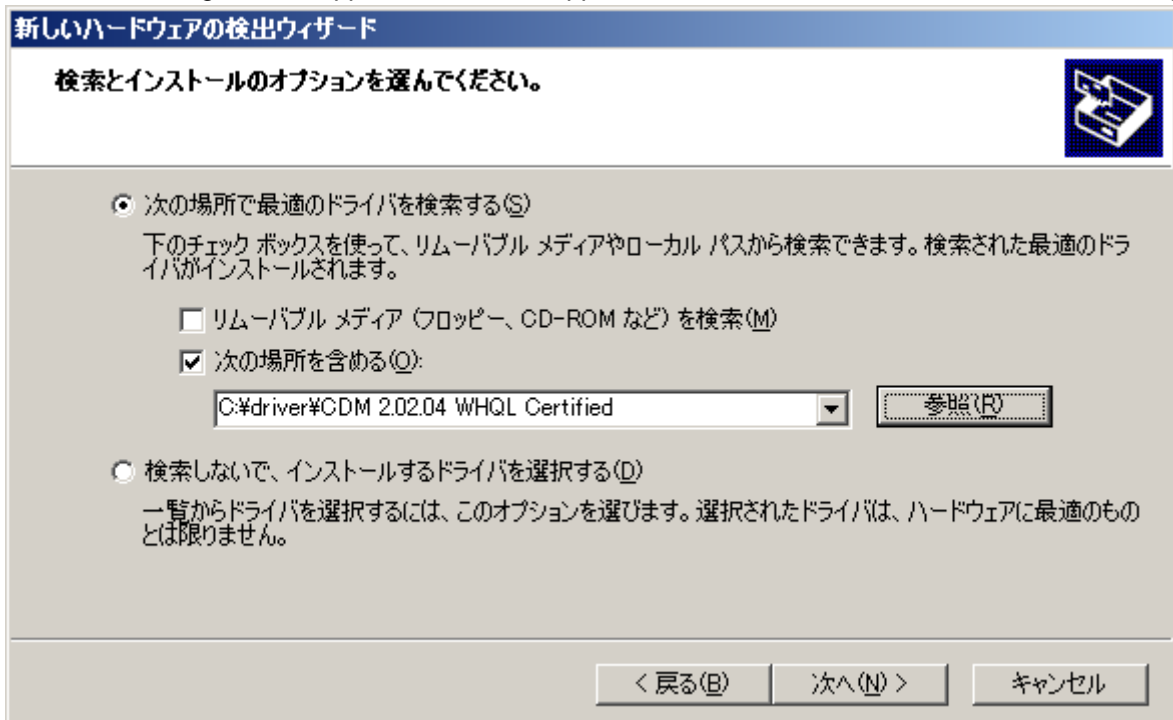 新しいハードウェアの検出ウィザード
検索とインストールのオプションを選んでください。
次の場所で最適のドライバを検索する(S)
下のチェック ボックスを使って、リムーバブル メディアやローカル パスから検索できます。検索された最適のドラ
イバがインストールされます。
リムーバブル メディア (フロッピー、CD-ROM など) を検索(M)
次の場所を含める(O):
C:¥driver¥CDM 2.02.04 WHQL Certified
参照(R)
検索しないで、インストールするドライバを選択する(D)
一覧からドライバを選択するには、このオプションを選びます。選択されたドライバは、ハードウェアに最適のもの
とは限りません。
< 戻る(B) 次へ(N) > キャンセル